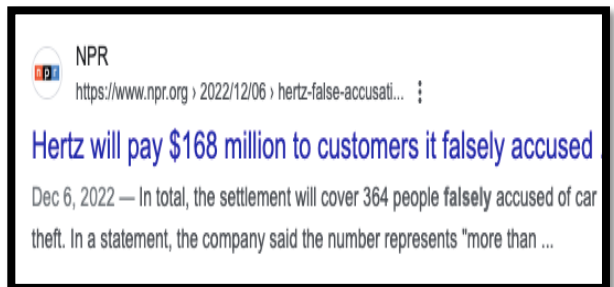 npr
NPR
https://www.npr.org › 2022/12/06 › hertz-false-accusati...
Hertz will pay $168 million to customers it falsely accused
Dec 6, 2022 — In total, the settlement will cover 364 people falsely accused of car
theft. In a statement, the company said the number represents "more than ...